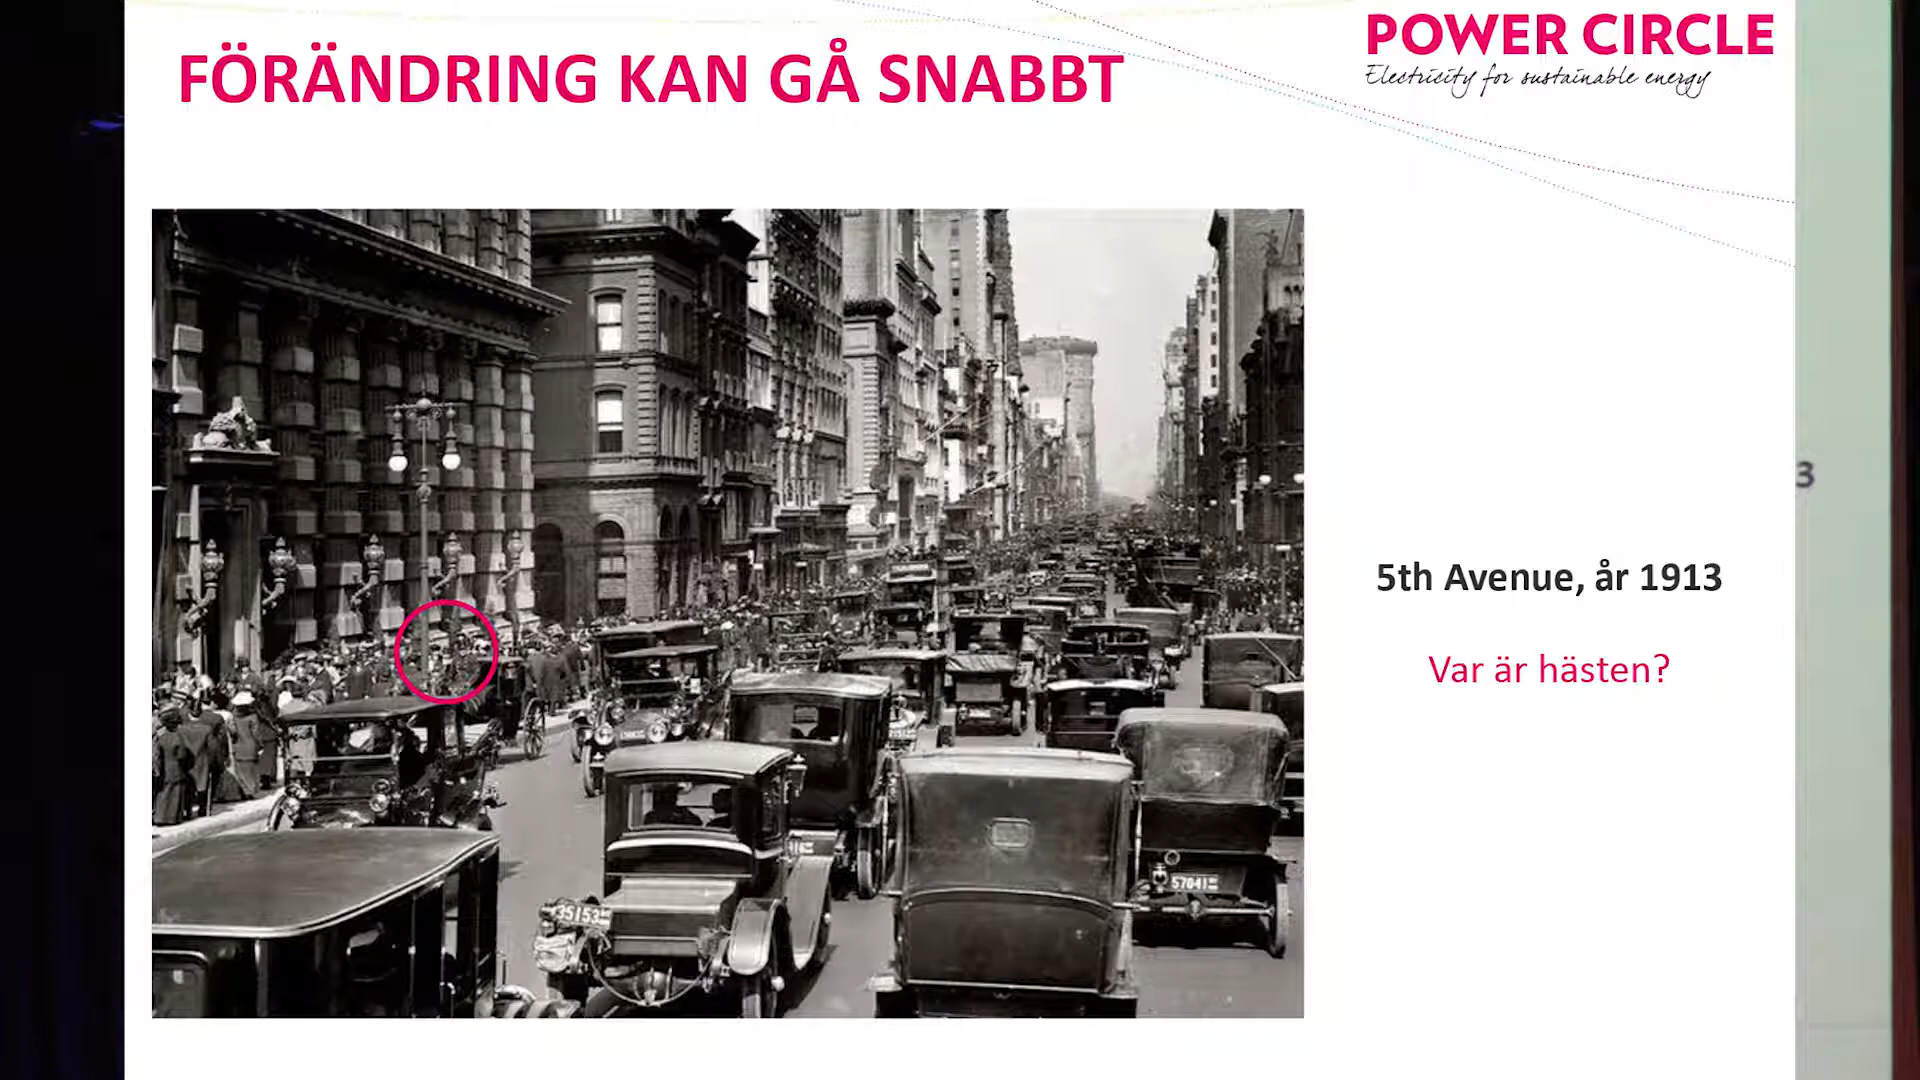 FÖRÄNDRING KAN GÅ SNABBT
POWER CIRCLE
Electricity for sustainable energy
3
5th Avenue, år 1913
Var är hästen?
35153
57041